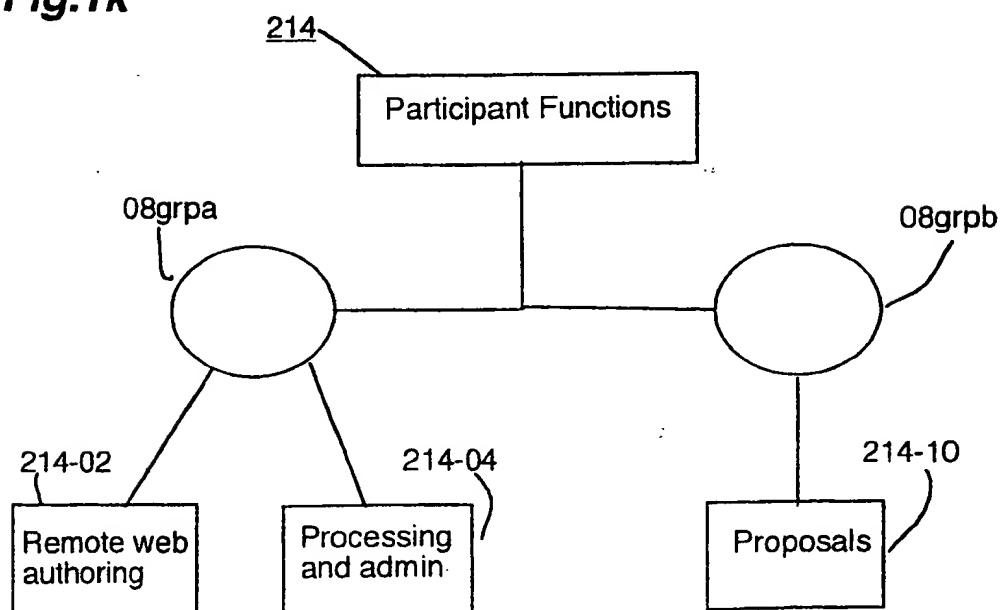 Fig.1k
214
Participant Functions
08grpa
08grpb
214-02
214-04
214-10
Remote web
authoring
Processing
and admin
Proposals